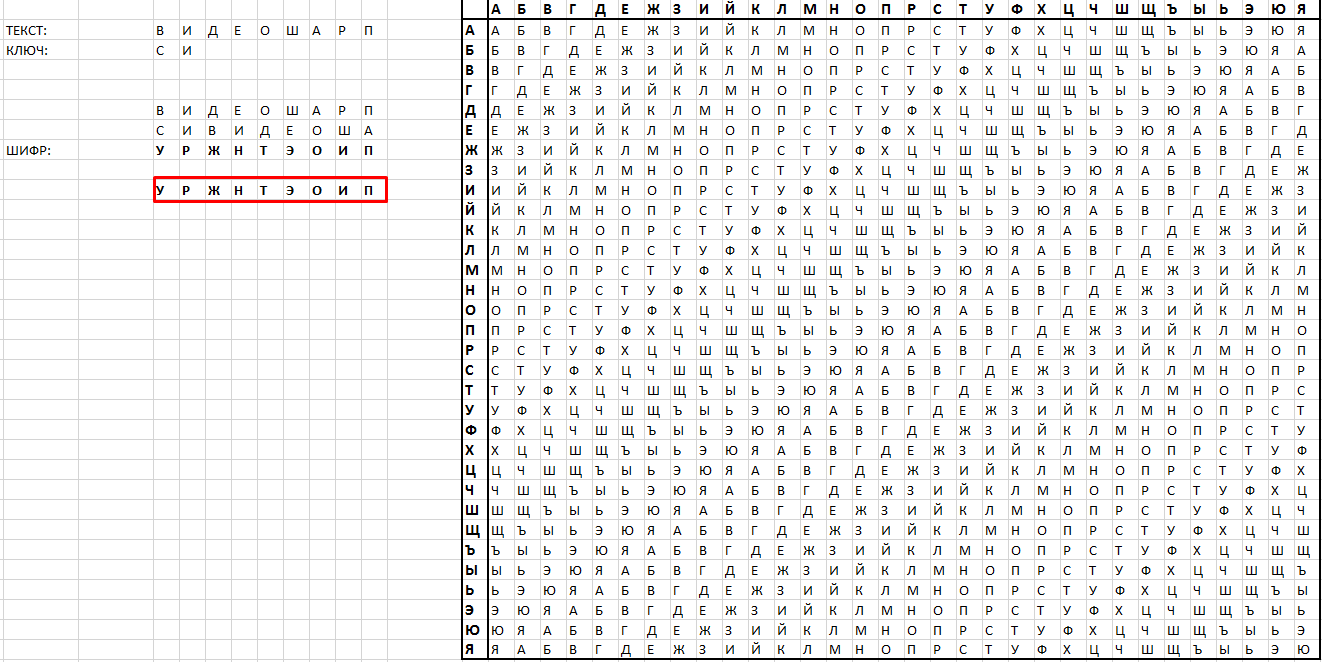 ТЕКСТ: В И Д Е О Ш А Р П
КЛЮЧ: С И
В И Д Е О Ш А Р П
С И В И Д Е О Ш А
ШИФР: У Р Ж Н Т Э О И П
У Р Ж Н Т Э О И П
А Б В Г Д Е Ж З И Й К Л М Н О П Р С Т У Ф Х Ц Ч Ш Щ Ъ Ы Ь Э Ю Я
А А Б В Г Д Е Ж З И Й К Л М Н О П Р С Т У Ф Х Ц Ч Ш Щ Ъ Ы Ь Э Ю Я
Б Б В Г Д Е Ж З И Й К Л М Н О П Р С Т У Ф Х Ц Ч Ш Щ Ъ Ы Ь Э Ю Я А
В В Г Д Е Ж З И Й К Л М Н О П Р С Т У Ф Х Ц Ч Ш Щ Ъ Ы Ь Э Ю Я А Б
Г Г Д Е Ж З И Й К Л М Н О П Р С Т У Ф Х Ц Ч Ш Щ Ъ Ы Ь Э Ю Я А Б В
Д Д Е Ж З И Й К Л М Н О П Р С Т У Ф Х Ц Ч Ш Щ Ъ Ы Ь Э Ю Я А Б В Г
Е Е Ж З И Й К Л М Н О П Р С Т У Ф Х Ц Ч Ш Щ Ъ Ы Ь Э Ю Я А Б В Г Д
Ж Ж З И Й К Л М Н О П Р С Т У Ф Х Ц Ч Ш Щ Ъ Ы Ь Э Ю Я А Б В Г Д Е
З З И Й К Л М Н О П Р С Т У Ф Х Ц Ч Ш Щ Ъ Ы Ь Э Ю Я А Б В Г Д Е Ж
И И Й К Л М Н О П Р С Т У Ф Х Ц Ч Ш Щ Ъ Ы Ь Э Ю Я А Б В Г Д Е Ж З
Й Й К Л М Н О П Р С Т У Ф Х Ц Ч Ш Щ Ъ Ы Ь Э Ю Я А Б В Г Д Е Ж З И
К К Л М Н О П Р С Т У Ф Х Ц Ч Ш Щ Ъ Ы Ь Э Ю Я А Б В Г Д Е Ж З И Й
Л Л М Н О П Р С Т У Ф Х Ц Ч Ш Щ Ъ Ы Ь Э Ю Я А Б В Г Д Е Ж З И Й К
М М Н О П Р С Т У Ф Х Ц Ч Ш Щ Ъ Ы Ь Э Ю Я А Б В Г Д Е Ж З И Й К Л
Н Н О П Р С Т У Ф Х Ц Ч Ш Щ Ъ Ы Ь Э Ю Я А Б В Г Д Е Ж З И Й К Л М
О О П Р С Т У Ф Х Ц Ч Ш Щ Ъ Ы Ь Э Ю Я А Б В Г Д Е Ж З И Й К Л М Н
П П Р С Т У Ф Х Ц Ч Ш Щ Ъ Ы Ь Э Ю Я А Б В Г Д Е Ж З И Й К Л М Н О
Р Р С Т У Ф Х Ц Ч Ш Щ Ъ Ы Ь Э Ю Я А Б В Г Д Е Ж З И Й К Л М Н О П
С С Т У Ф Х Ц Ч Ш Щ Ъ Ы Ь Э Ю Я А Б В Г Д Е Ж З И Й К Л М Н О П Р
Т Т У Ф Х Ц Ч Ш Щ Ъ Ы Ь Э Ю Я А Б В Г Д Е Ж З И Й К Л М Н О П Р С
У У Ф Х Ц Ч Ш Щ Ъ Ы Ь Э Ю Я А Б В Г Д Е Ж З И Й К Л М Н О П Р С Т
Ф Ф Х Ц Ч Ш Щ Ъ Ы Ь Э Ю Я А Б В Г Д Е Ж З И Й К Л М Н О П Р С Т У
Х Х Ц Ч Ш Щ Ъ Ы Ь Э Ю Я А Б В Г Д Е Ж З И Й К Л М Н О П Р С Т У Ф
Ц Ц Ч Ш Щ Ъ Ы Ь Э Ю Я А Б В Г Д Е Ж З И Й К Л М Н О П Р С Т У Ф Х
Ч Ч Ш Щ Ъ Ы Ь Э Ю Я А Б В Г Д Е Ж З И Й К Л М Н О П Р С Т У Ф Х Ц
Ш Ш Щ Ъ Ы Ь Э Ю Я А Б В Г Д Е Ж З И Й К Л М Н О П Р С Т У Ф Х Ц Ч
Щ Щ Ъ Ы Ь Э Ю Я А Б В Г Д Е Ж З И Й К Л М Н О П Р С Т У Ф Х Ц Ч Ш
Ъ Ъ Ы Ь Э Ю Я А Б В Г Д Е Ж З И Й К Л М Н О П Р С Т У Ф Х Ц Ч Ш Щ
Ы Ы Ь Э Ю Я А Б В Г Д Е Ж З И Й К Л М Н О П Р С Т У Ф Х Ц Ч Ш Щ Ъ
Ь Ь Э Ю Я А Б В Г Д Е Ж З И Й К Л М Н О П Р С Т У Ф Х Ц Ч Ш Щ Ъ Ы
Э Э Ю Я А Б В Г Д Е Ж З И Й К Л М Н О П Р С Т У Ф Х Ц Ч Ш Щ Ъ Ы Ь
Ю Ю Я А Б В Г Д Е Ж З И Й К Л М Н О П Р С Т У Ф Х Ц Ч Ш Щ Ъ Ы Ь Э
Я Я А Б В Г Д Е Ж З И Й К Л М Н О П Р С Т У Ф Х Ц Ч Ш Щ Ъ Ы Ь Э Ю